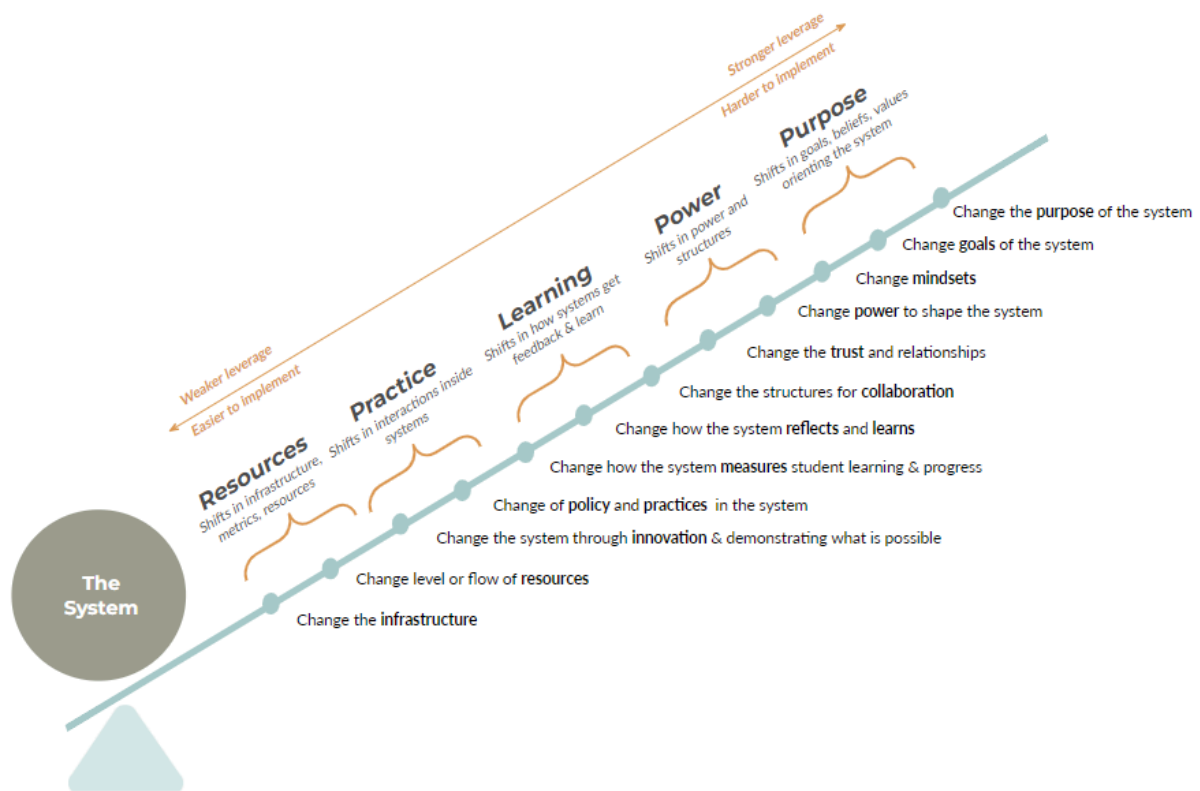 Stronger leverage
Harder to implement
Weaker leverage
Easier to implement
Purpose
Shifts in goals, beliefs, values
orienting the system
Power
Shifts in power and
structures
Learning
Shifts in how systems get
feedback & learn
Practice
Shifts in interactions inside
systems
Resources
Shifts in infrastructure,
metrics, resources
The
System
Change the purpose of the system
Change goals of the system
Change mindsets
Change power to shape the system
Change the trust and relationships
Change the structures for collaboration
Change how the system reflects and learns
Change how the system measures student learning & progress
Change of policy and practices in the system
Change the system through innovation & demonstrating what is possible
Change level or flow of resources
Change the infrastructure